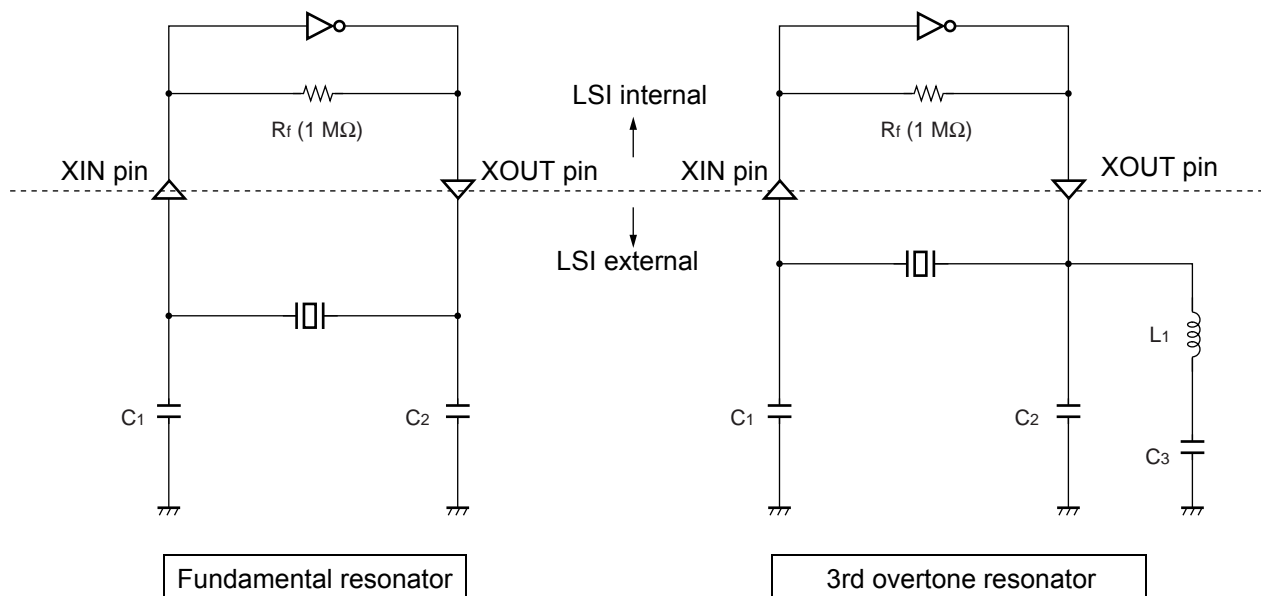 Rf (1 MΩ)
LSI internal
Rf (1 MΩ)
XIN pin
XOUT pin
XIN pin
XOUT pin
LSI external
L1
C1
C2
C1
C2
C3
Fundamental resonator
3rd overtone resonator